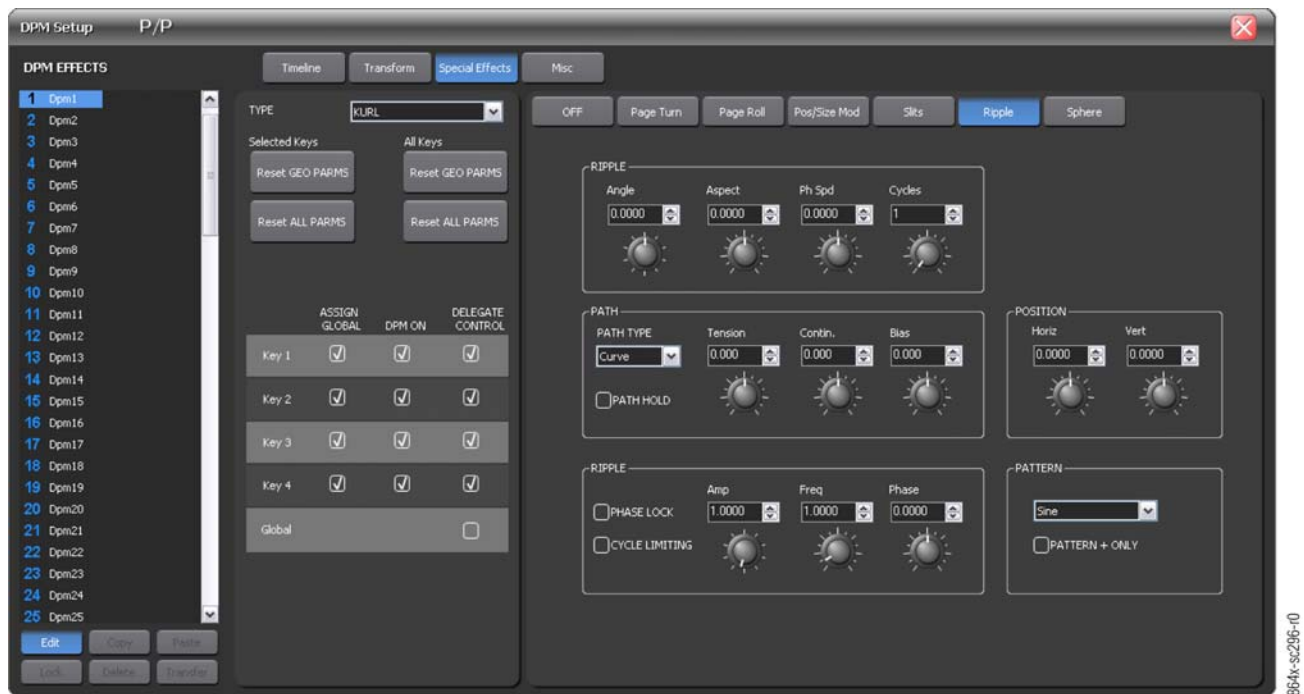 DPM Setup P/P
DPM EFFECTS
Timeline Transform Special Effects Misc
1 Dpm1
2 Dpm2
3 Dpm3
4 Dpm4
5 Dpm5
6 Dpm6
7 Dpm7
8 Dpm8
9 Dpm9
10 Dpm10
11 Dpm11
12 Dpm12
13 Dpm13
14 Dpm14
15 Dpm15
16 Dpm16
17 Dpm17
18 Dpm18
19 Dpm19
20 Dpm20
21 Dpm21
22 Dpm22
23 Dpm23
24 Dpm24
25 Dpm25
Edit Copy Paste
Lock Delete Transfer
TYPE KURL
Selected Keys All Keys
Reset GEO PARMS Reset GEO PARMS
Reset ALL PARMS Reset ALL PARMS
ASSIGN GLOBAL DPM ON DELEGATE CONTROL
Key 1
Key 2
Key 3
Key 4
Global
OFF Page Turn Page Roll Pos/Size Mod Slits Ripple Sphere
RIPPLE
Angle Aspect Ph Spd Cycles
0.0000 0.0000 0.0000 1
PATH
PATH TYPE Tension Contin. Bias
Curve 0.000 0.000 0.000
PATH HOLD
POSITION
Horiz Vert
0.0000 0.0000
RIPPLE
Amp Freq Phase
PHASE LOCK 1.0000 1.0000 0.0000
CYCLE LIMITING
PATTERN
Sine
PATTERN + ONLY
864x-sc296-r0